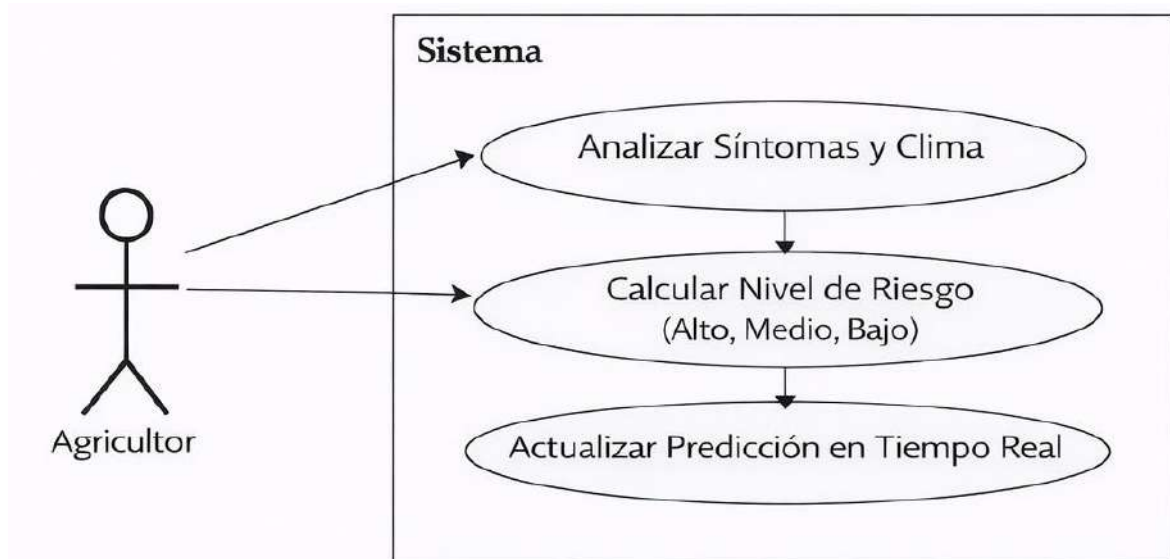 Sistema
Analizar Síntomas y Clima
Calcular Nivel de Riesgo
(Alto, Medio, Bajo)
Agricultor
Actualizar Predicción en Tiempo Real